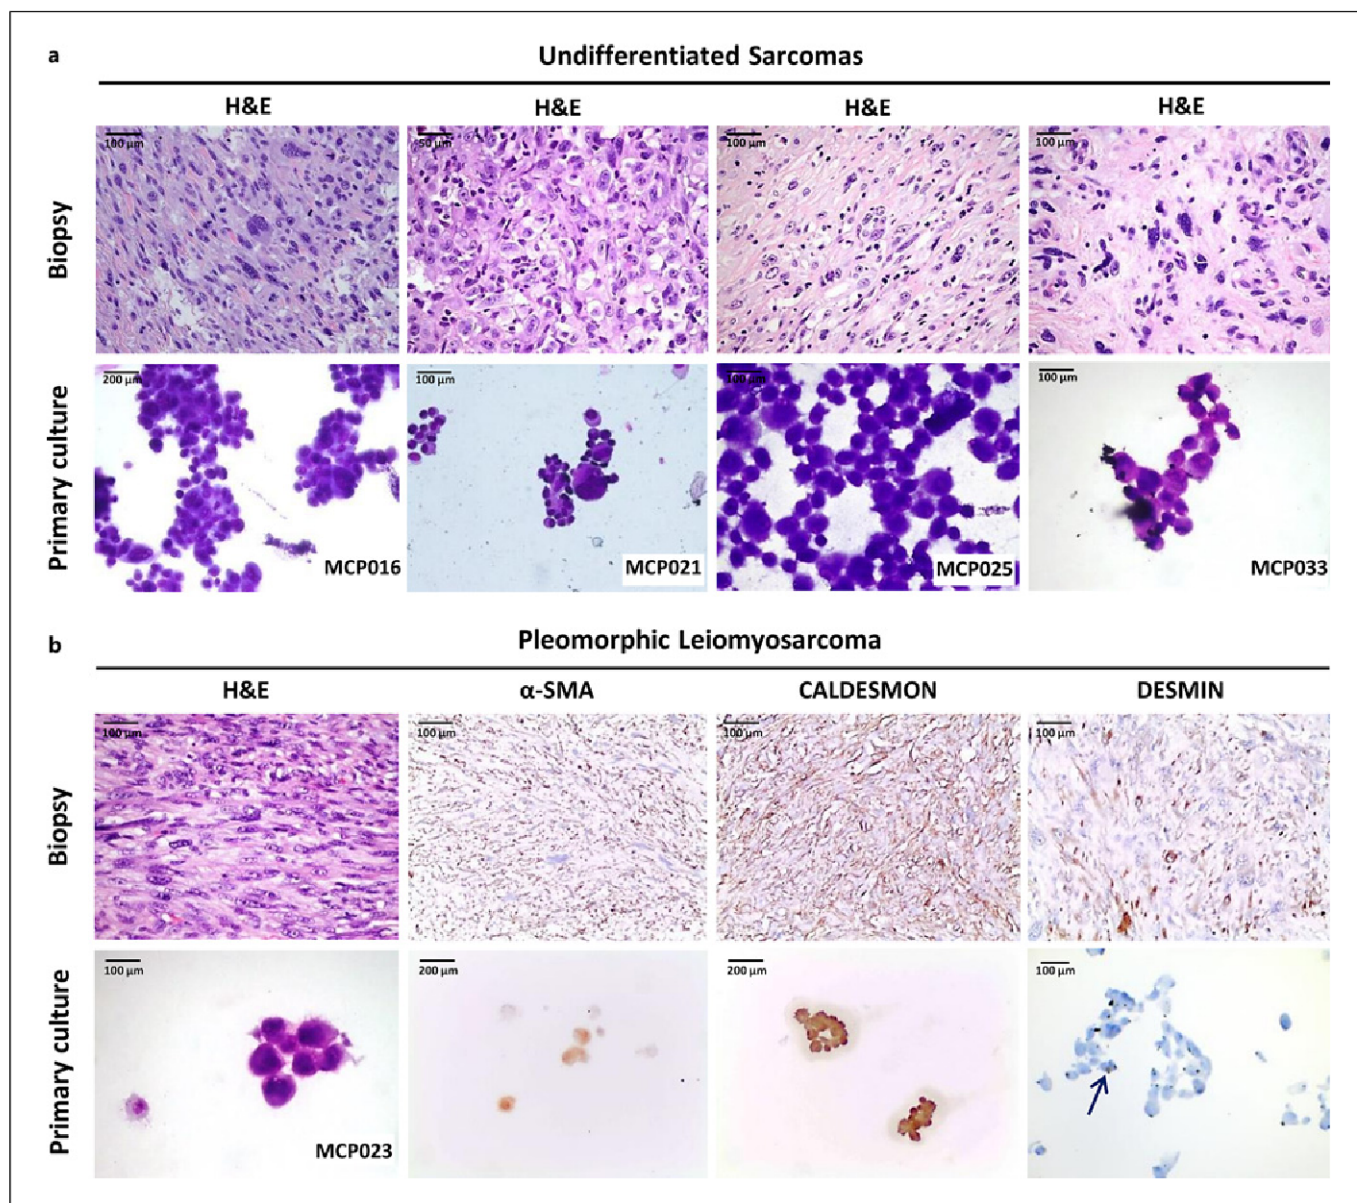 a
Undifferentiated Sarcomas
H&E H&E H&E H&E
Biopsy
100 µm 50 µm 100 µm 100 µm
Primary culture
200 µm 100 µm 100 µm 100 µm
MCP016 MCP021 MCP025 MCP033
b
Pleomorphic Leiomyosarcoma
H&E α-SMA CALDESMON DESMIN
Biopsy
100 µm 100 µm 100 µm 100 µm
Primary culture
100 µm 200 µm 200 µm 100 µm
MCP023